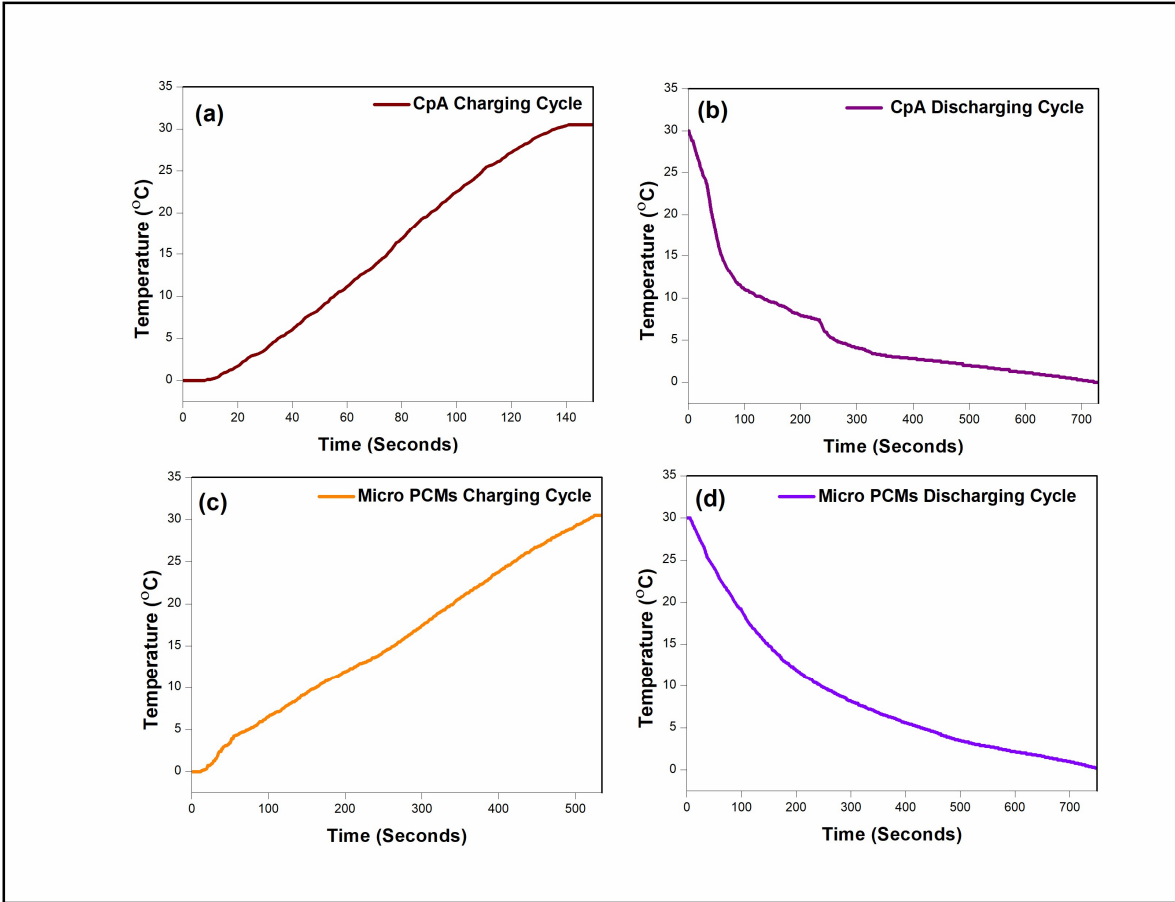 (a)
CpA Charging Cycle
Temperature (OC)
35
30
25
20
15
10
5
0
0 20 40 60 80 100 120 140
Time (Seconds)
(b)
CpA Discharging Cycle
Temperature (OC)
35
30
25
20
15
10
5
0
0 100 200 300 400 500 600 700
Time (Seconds)
(c)
Micro PCMs Charging Cycle
Temperature (OC)
35
30
25
20
15
10
5
0
0 100 200 300 400 500
Time (Seconds)
(d)
Micro PCMs Discharging Cycle
Temperature (OC)
35
30
25
20
15
10
5
0
0 100 200 300 400 500 600 700
Time (Seconds)